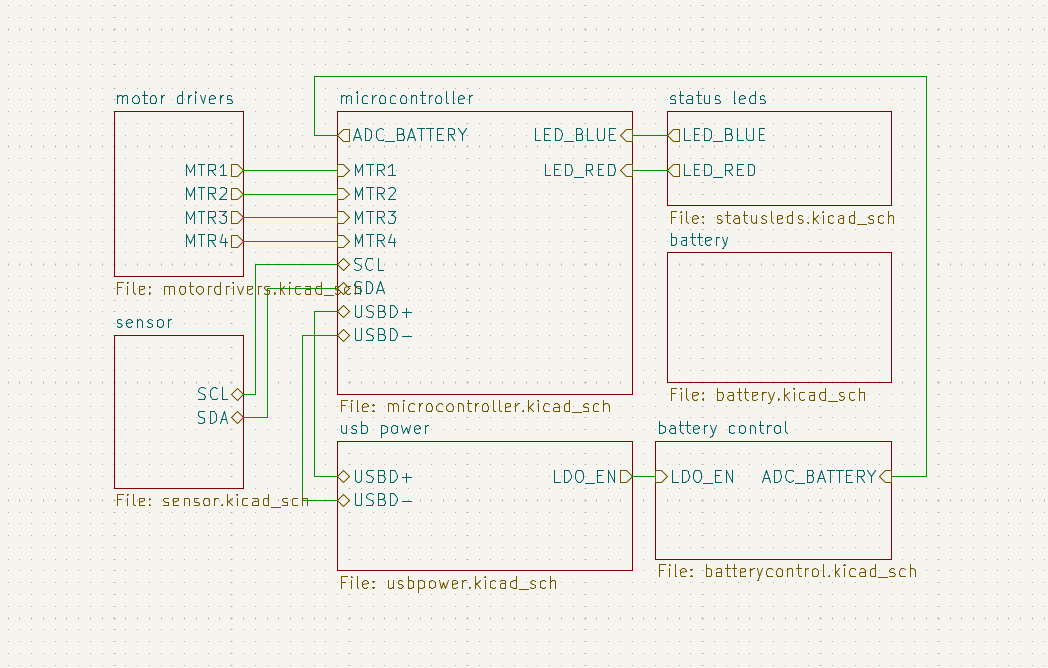 motor drivers
MTR1
MTR2
MTR3
MTR4
File: motordrivers.kicad_sch
sensor
SCL
SDA
File: sensor.kicad_sch
microcontroller
ADC_BATTERY
LED_BLUE
LED_RED
MTR1
MTR2
MTR3
MTR4
SCL
SDA
USBD+
USBD-
File: microcontroller.kicad_sch
status leds
LED_BLUE
LED_RED
File: statusleds.kicad_sch
battery
File: battery.kicad_sch
usb power
USBD+
LDO_EN
USBD-
File: usbpower.kicad_sch
battery control
LDO_EN
ADC_BATTERY
File: batterycontrol.kicad_sch